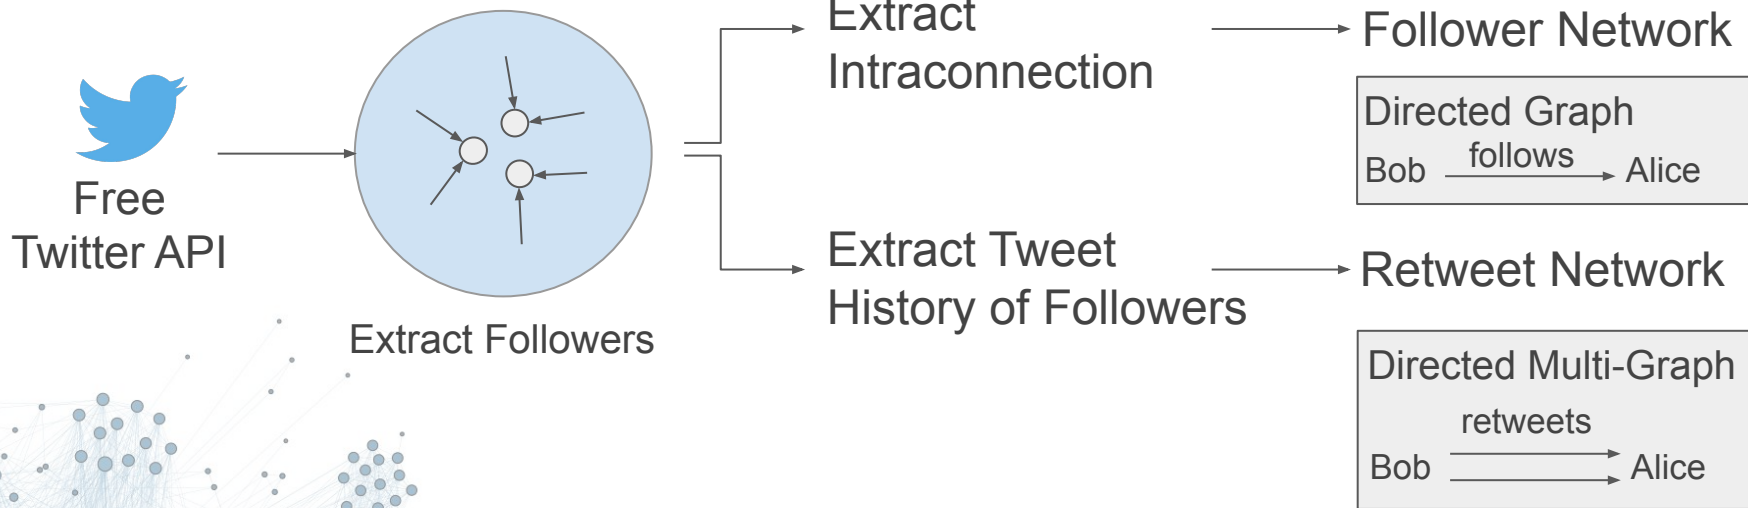 Free
Twitter API
Extract Followers
Extract
Intraconnection
Extract Tweet
History of Followers
Follower Network
Directed Graph
follows
Bob
Alice
Retweet Network
Directed Multi-Graph
retweets
Bob
Alice